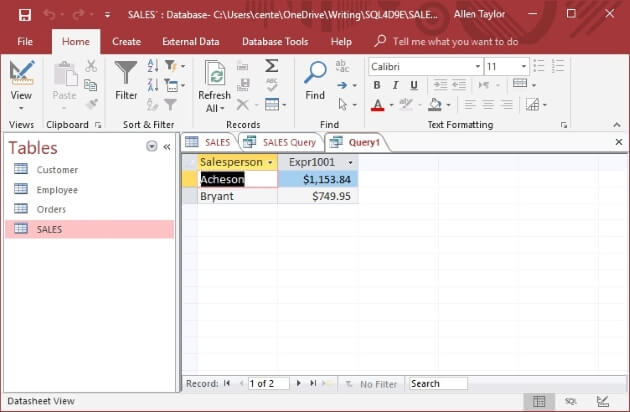 SALES` : Database- C:\Users\cente\OneDrive\Writing\SQL4D9E\SALE... Allen Taylor
File Home Create External Data Database Tools Tell me what you want to do
View Paste Filter Refresh All Find Calibri 11
B I U A
Views Clipboard Sort & Filter Records Find Text Formatting
Tables
Customer
Employee
Orders
SALES
SALES SALES Query Query1
Salesperson Expr1001
Acheson $1,153.84
Bryant $749.95
Record: 1 of 2 No Filter Search
Datasheet View SQL